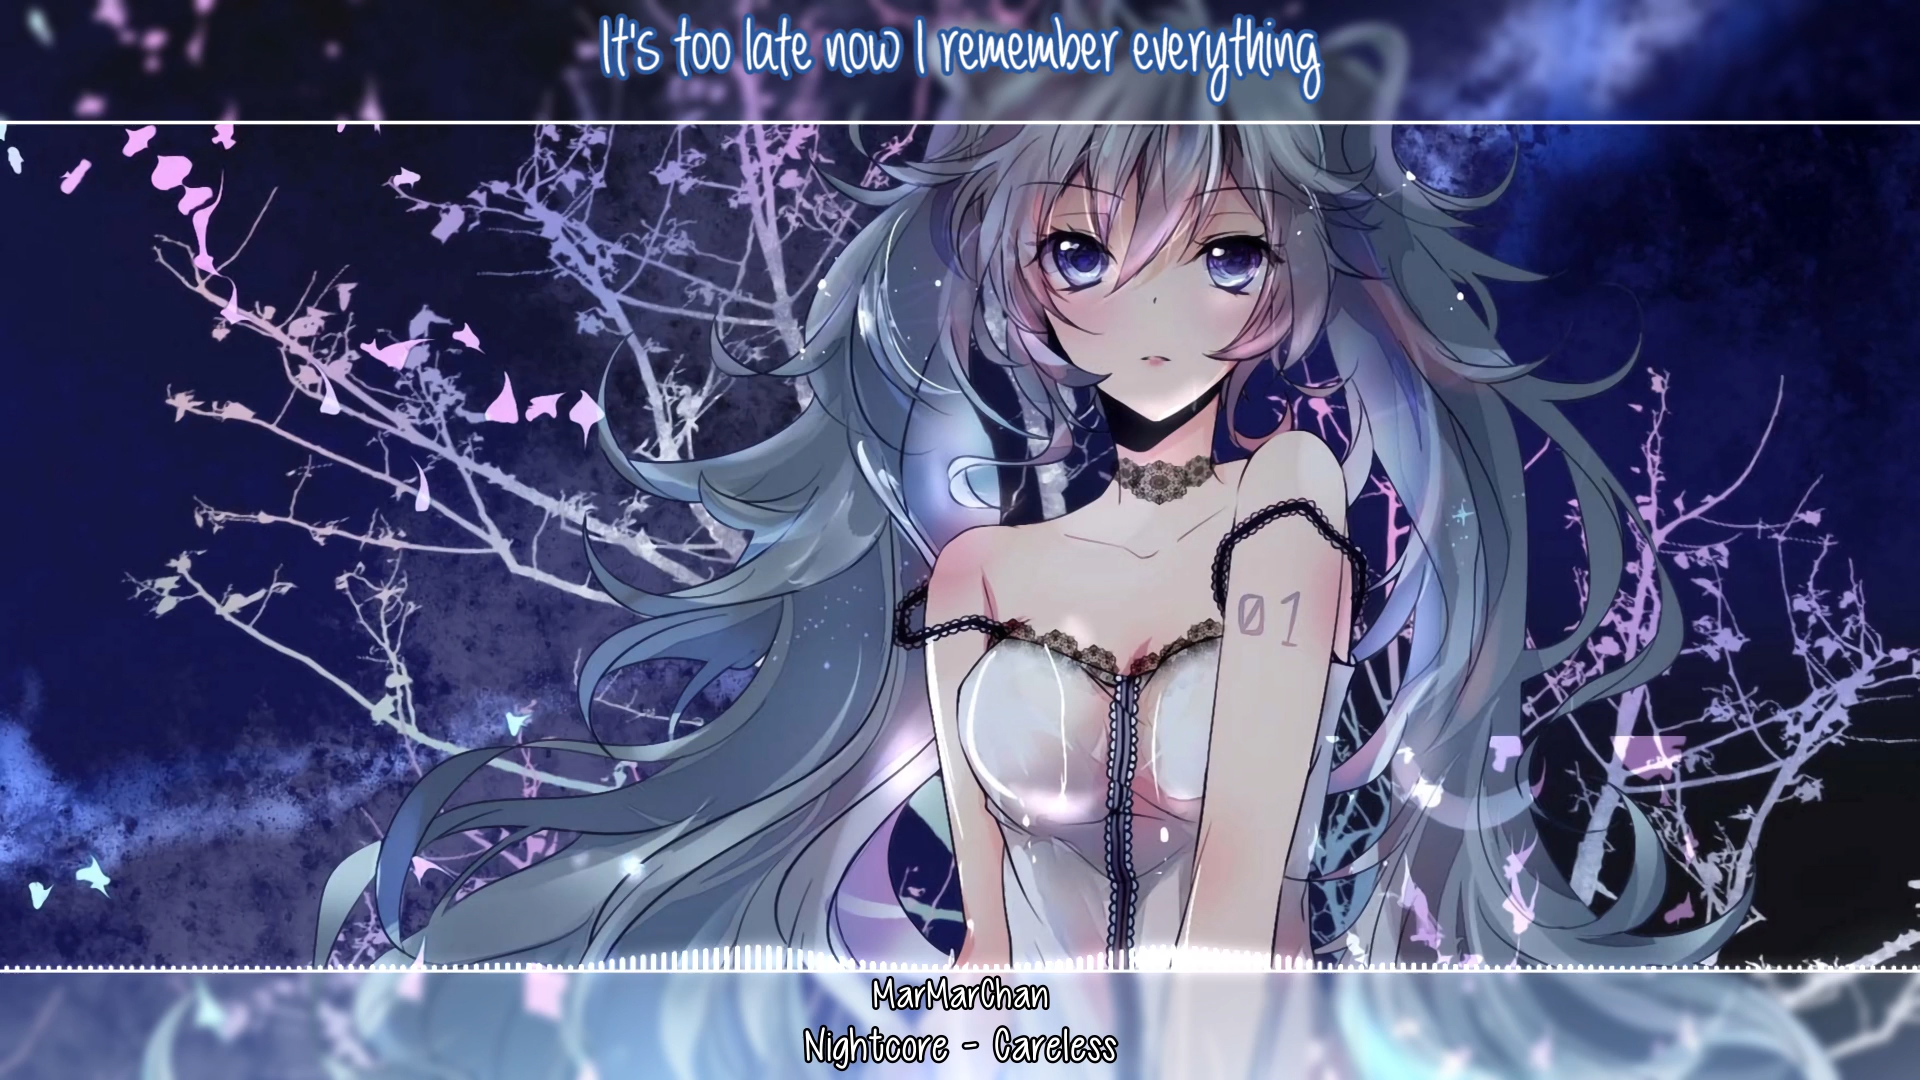 It's too late now I remember everything
01
MarMarChan
Nightcore - Careless